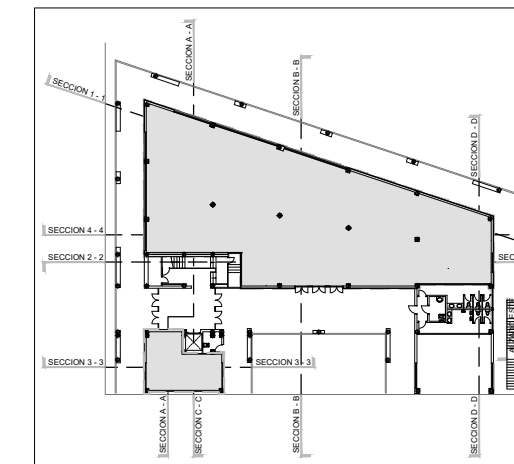 SECCION A - A
SECCION B - B
SECCION 1 - 1
SECCION D - D
SECCION 4 - 4
SECCION 2 - 2
SECCION 3 - 3
SECCION 3 - 3
SECCION A - A
SECCION C - C
SECCION B - B
SECCION D - D